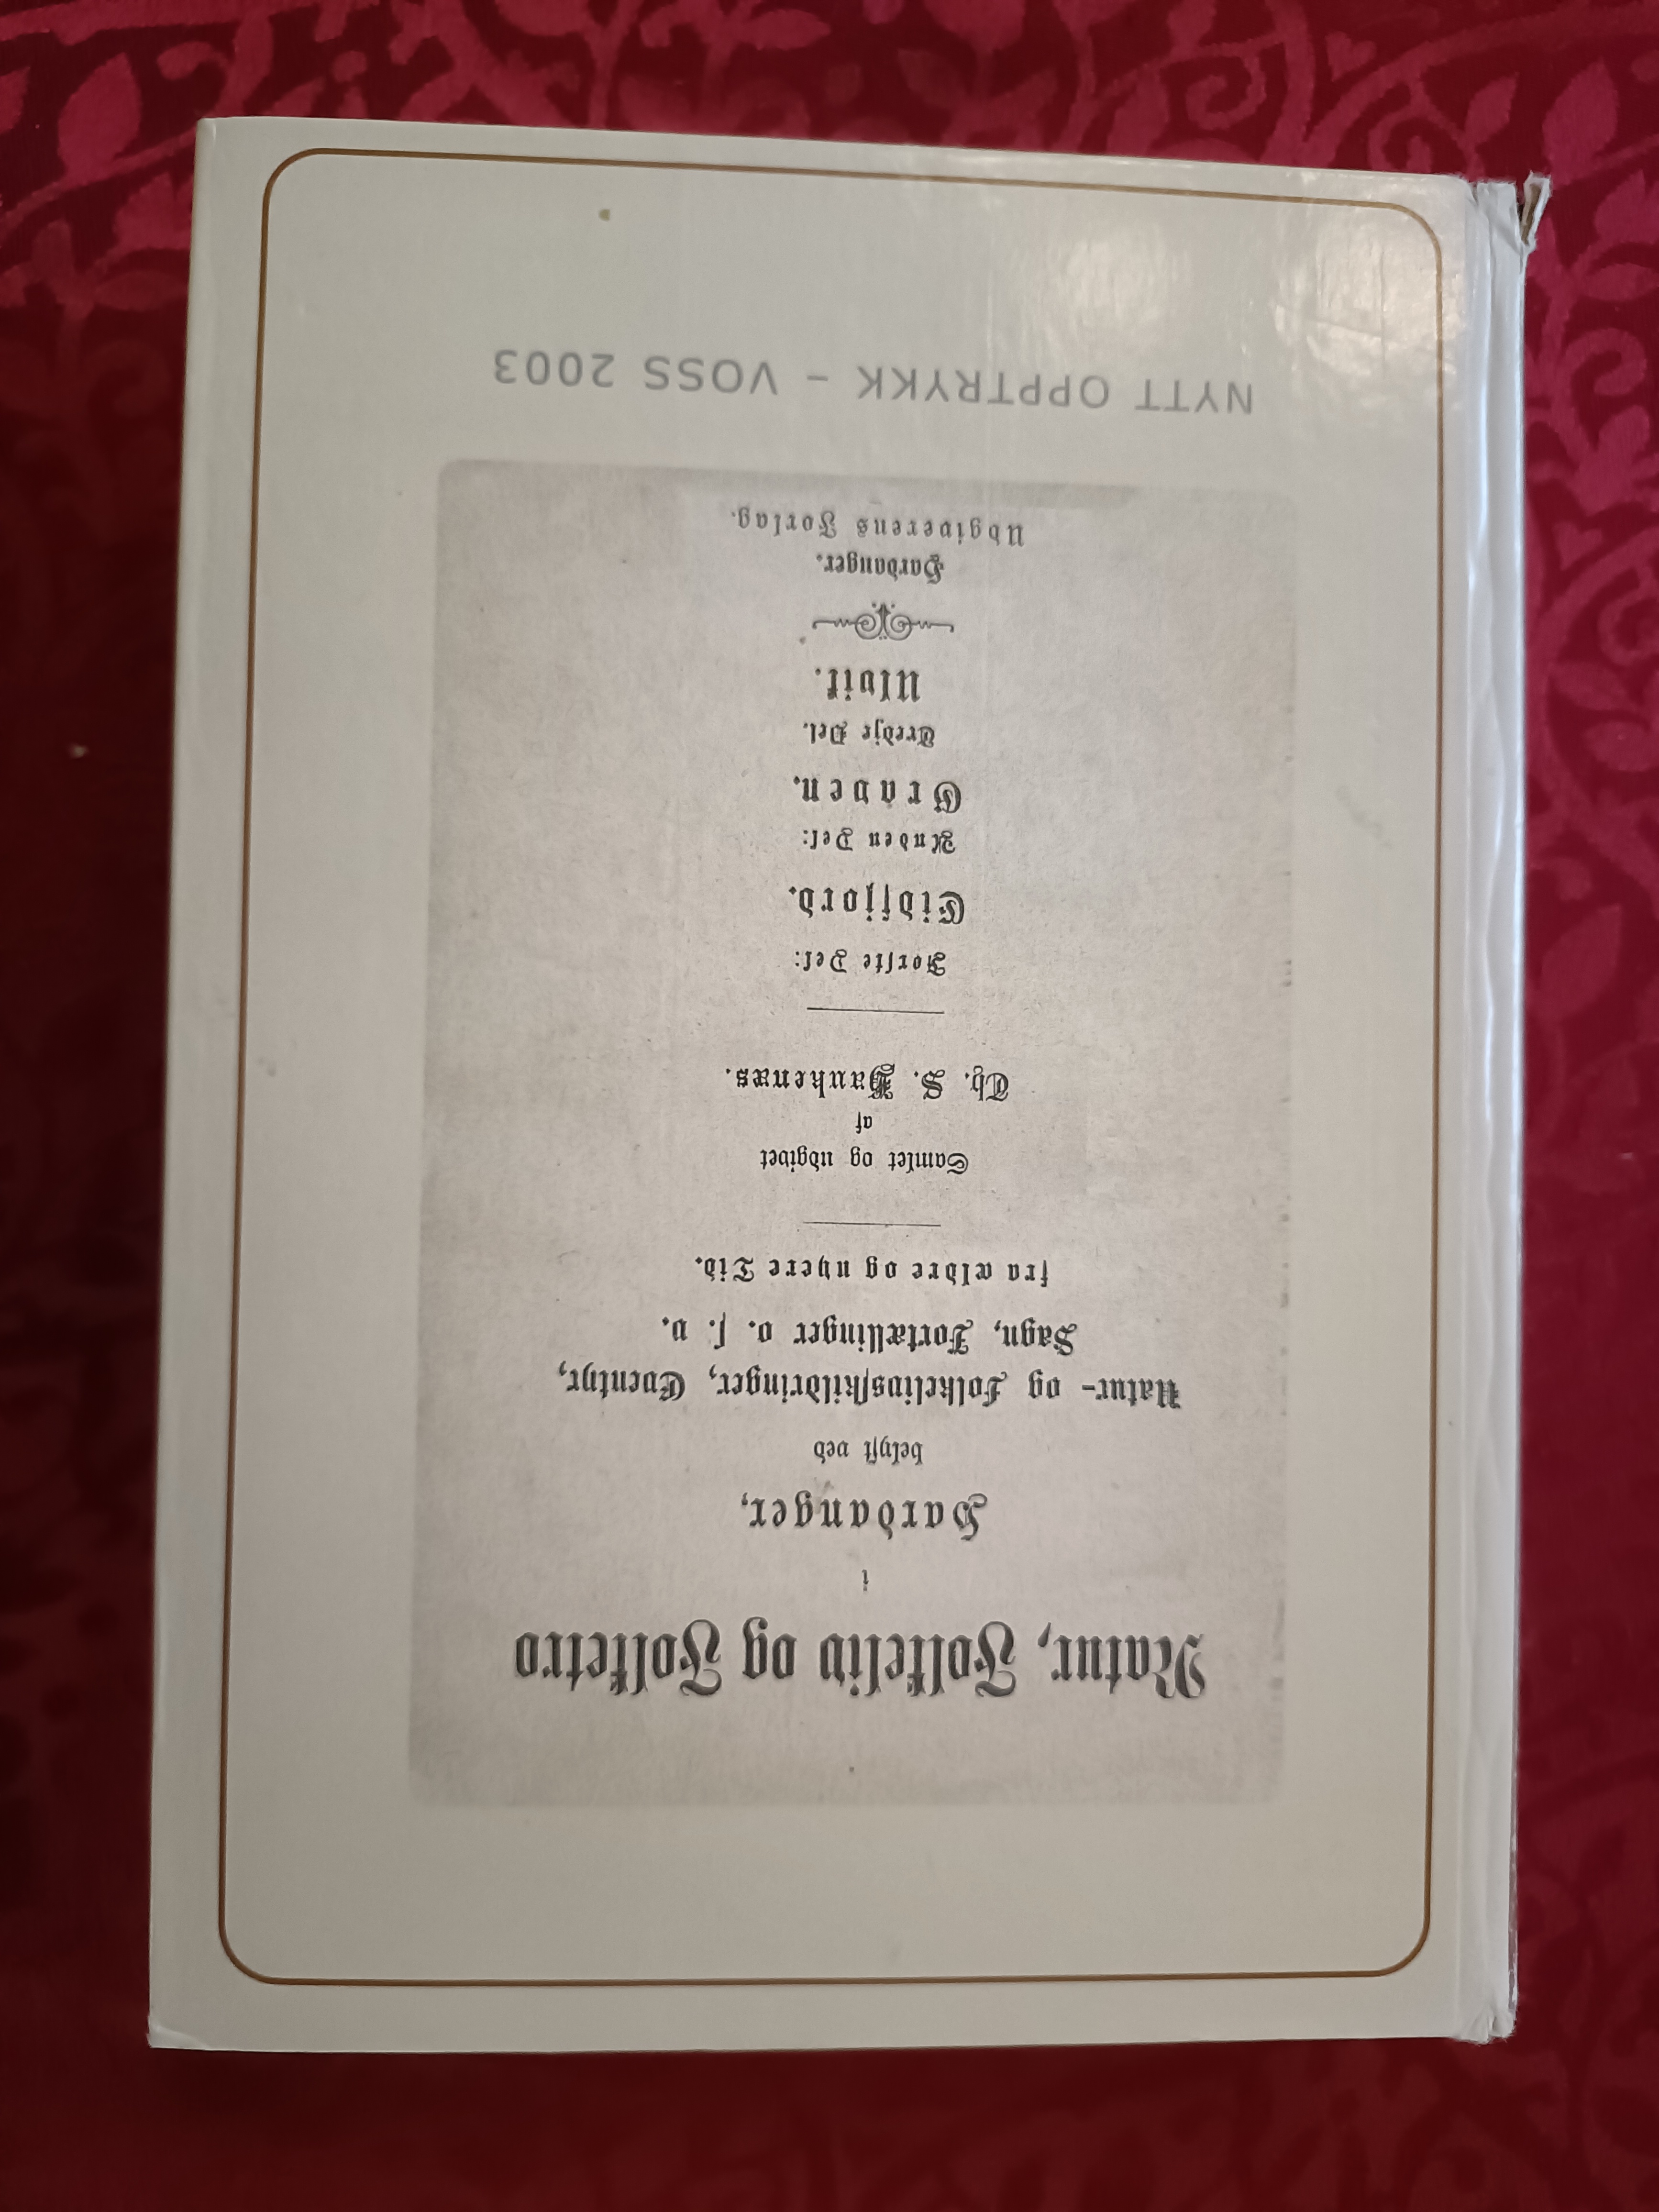 Natur, Folkeliv og Folketro
i
Hardanger,
belyst ved
Natur- og Folkelivsskildringer, Eventyr,
Sagn, Fortællinger o. s. v.
fra ældre og nyere Tid.
Samlet og udgivet
af
Th. S. Haukenæs.
Første Del:
Eidfjord.
Anden Del:
Graven.
Tredje Del.
Ulvik.
Hardanger.
Udgiverens Forlag.
NYTT OPPTRYKK – VOSS 2003